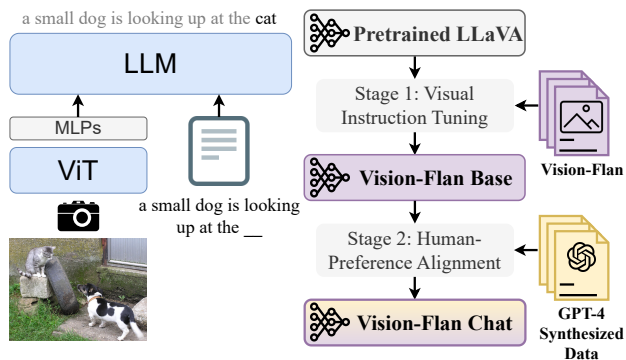 a small dog is looking up at the cat
LLM
MLPs
ViT
a small dog is looking
up at the __
Pretrained LLaVA
Stage 1: Visual
Instruction Tuning
Vision-Flan
Vision-Flan Base
Stage 2: Human-
Preference Alignment
GPT-4
Synthesized
Data
Vision-Flan Chat